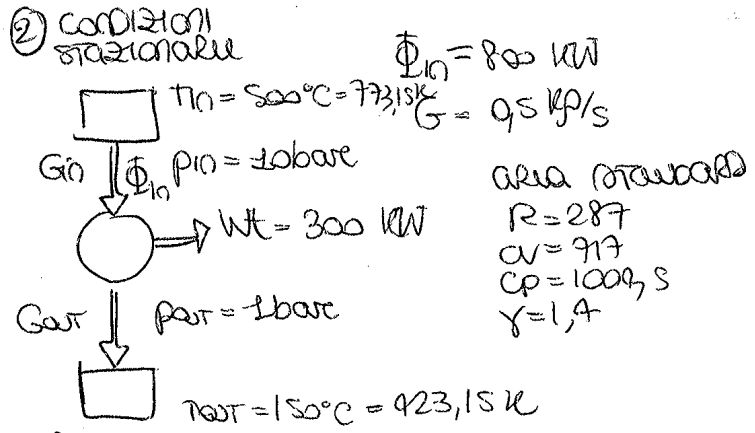 ② CONDIZIONI
STAZIONARIE
Φin = 800 kW
Tin = 500°C = 773,15K
G = 0,5 kg/s
Gin Φin pin = 10bare
ARIA STANDARD
R = 287
Wt = 300 kW
cv = 717
cp = 1004,5
γ = 1,4
Gout pout = 1bare
Tout = 150°C = 423,15 K